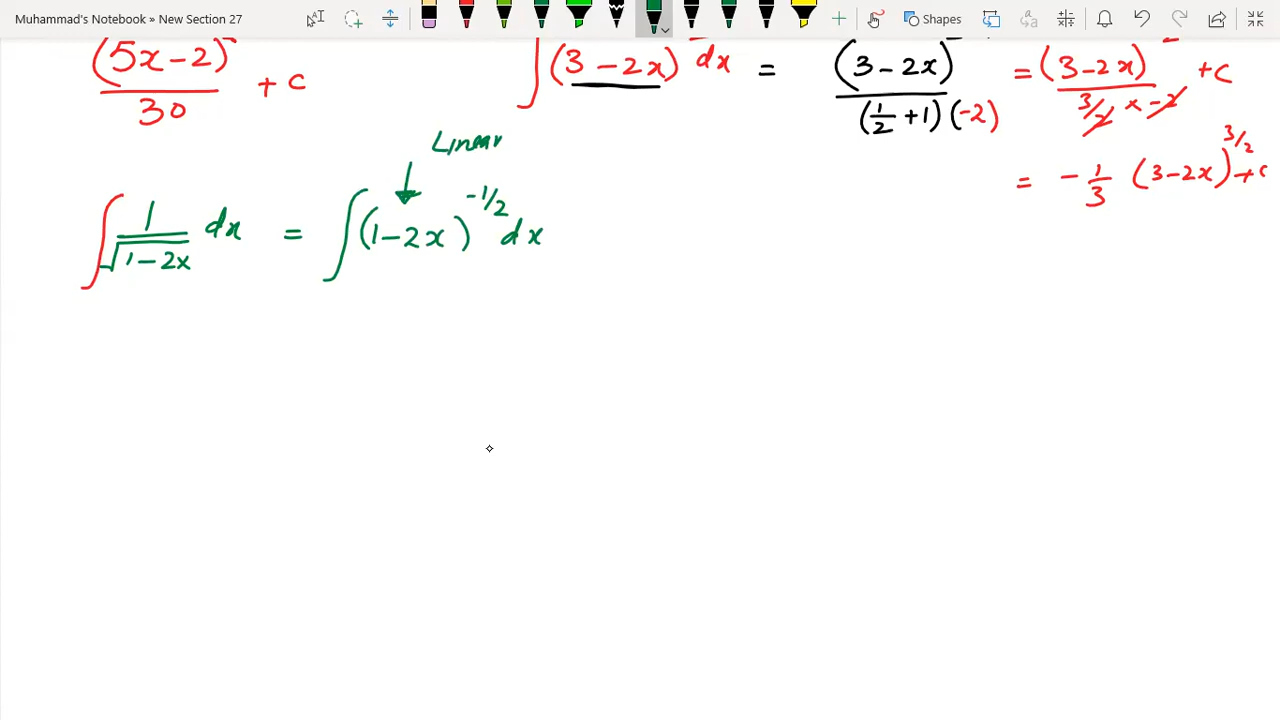 Muhammad's Notebook » New Section 27
Shapes
(5x-2) / 30 + c
∫ (3-2x) dx = (3-2x) / (1/2 +1)(-2) = (3-2x) / 3/2 x -2 + c
= -1/3 (3-2x)^3/2 + c
Linear
∫ 1/√1-2x dx = ∫ (1-2x)^-1/2 dx